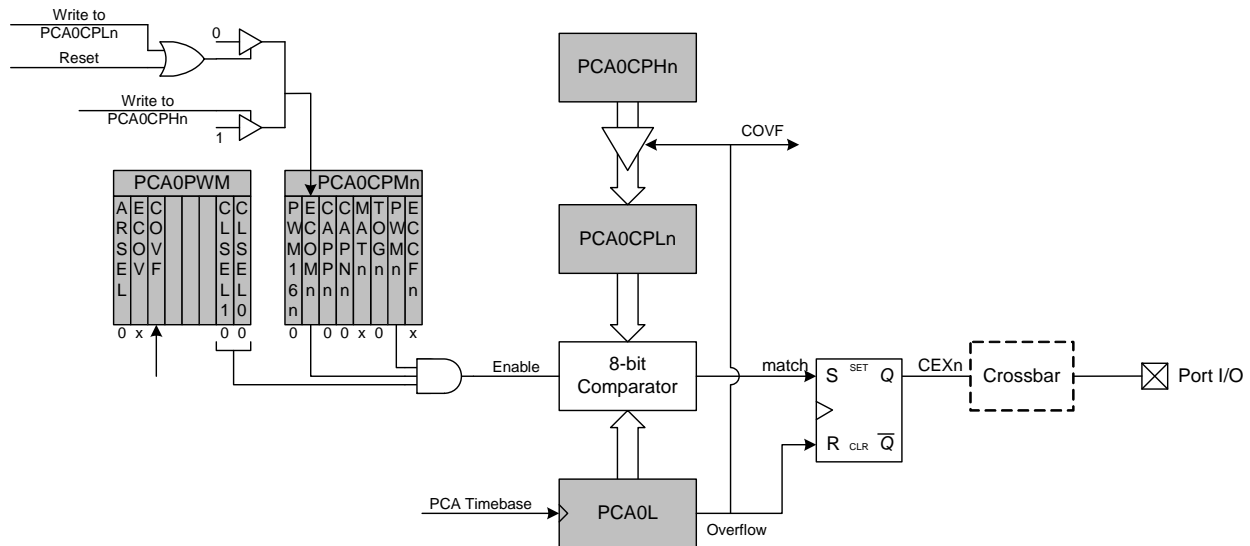 Write to
PCA0CPLn
Reset
0
Write to
PCA0CPHn
1
PCA0CPHn
COVF
PCA0PWM
ARSEL
ECOV
COVF
CLSEL1
CLSEL0
0
x
0
0
PCA0CPMn
PWM16n
ECOMn
CAPPn
CAPNn
MATn
TOGn
PWMn
ECCFn
0
0
0
x
0
x
PCA0CPLn
Enable
8-bit
Comparator
match
S SET Q
R CLR Q
CEXn
Crossbar
Port I/O
PCA Timebase
PCA0L
Overflow